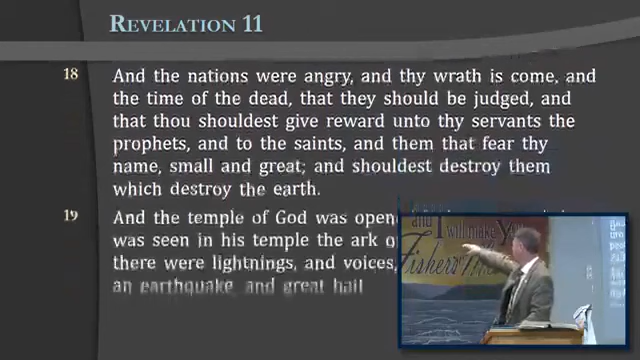 REVELATION 11
18 And the nations were angry, and thy wrath is come, and
the time of the dead, that they should be judged, and
that thou shouldest give reward unto thy servants the
prophets, and to the saints, and them that fear thy
name, small and great; and shouldest destroy them
which destroy the earth.
19 And the temple of God was open
was seen in his temple the ark o
there were lightnings, and voices,
an earthquake, and great hail
and I will make
Fishers